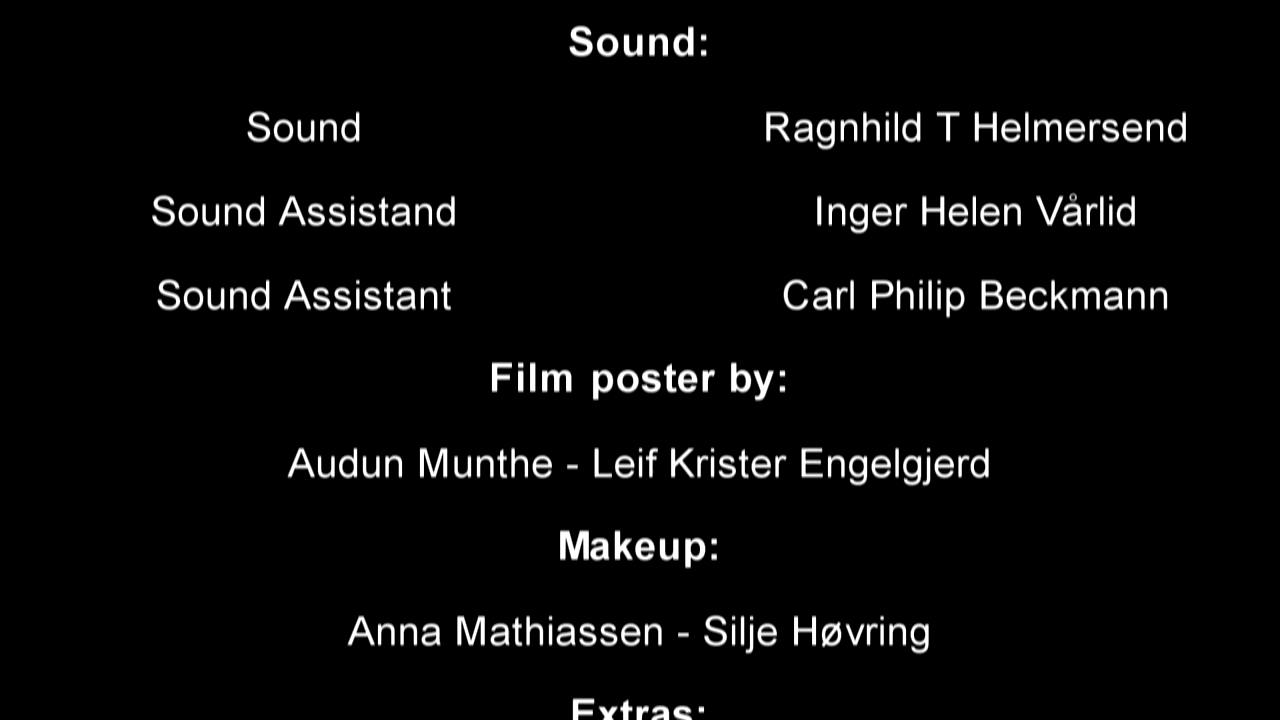 Sound:
Sound Ragnhild T Helmersend
Sound Assistand Inger Helen Vårlid
Sound Assistant Carl Philip Beckmann
Film poster by:
Audun Munthe - Leif Krister Engelgjerd
Makeup:
Anna Mathiassen - Silje Høvring
Extras: